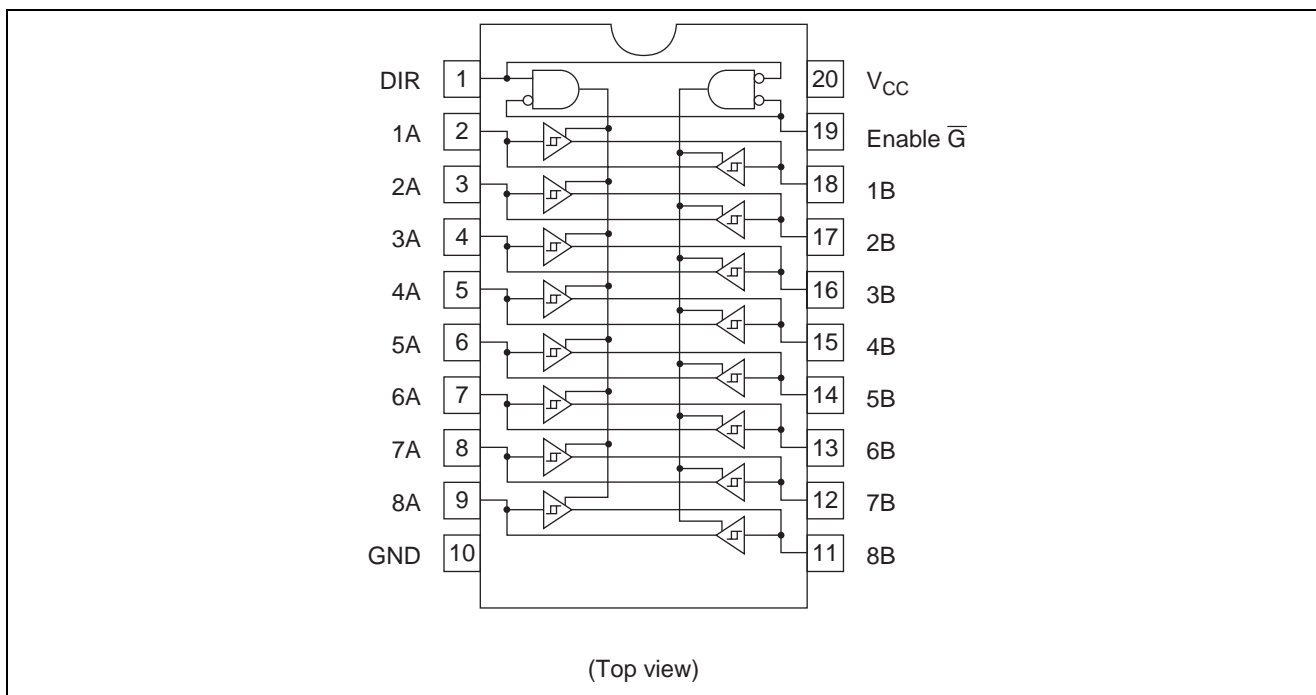 DIR 1 20 VCC
1A 2 19 Enable G̅
2A 3 18 1B
3A 4 17 2B
4A 5 16 3B
5A 6 15 4B
6A 7 14 5B
7A 8 13 6B
8A 9 12 7B
GND 10 11 8B
(Top view)